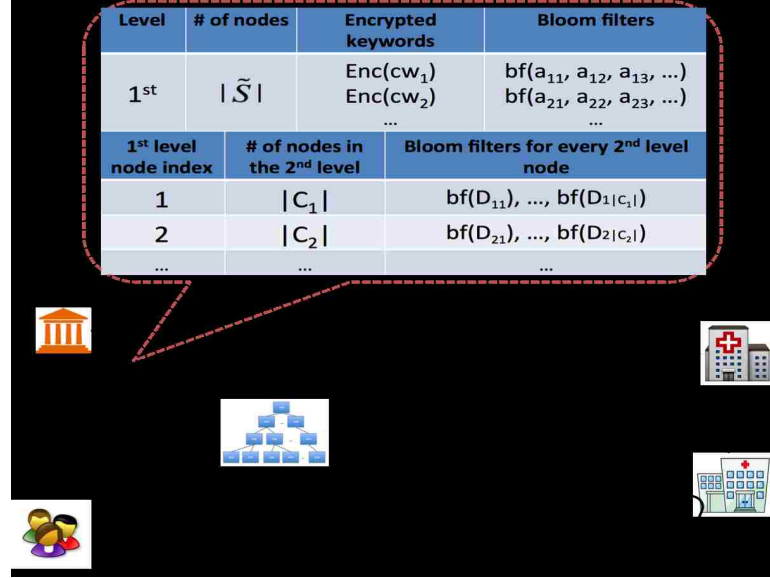 Level # of nodes Encrypted keywords Bloom filters
1st |S̃| Enc(cw1) bf(a11, a12, a13, ...)
Enc(cw2) bf(a21, a22, a23, ...)
... ...
1st level node index # of nodes in the 2nd level Bloom filters for every 2nd level node
1 |C1| bf(D11), ..., bf(D1|C1|)
2 |C2| bf(D21), ..., bf(D2|C2|)
... ... ...